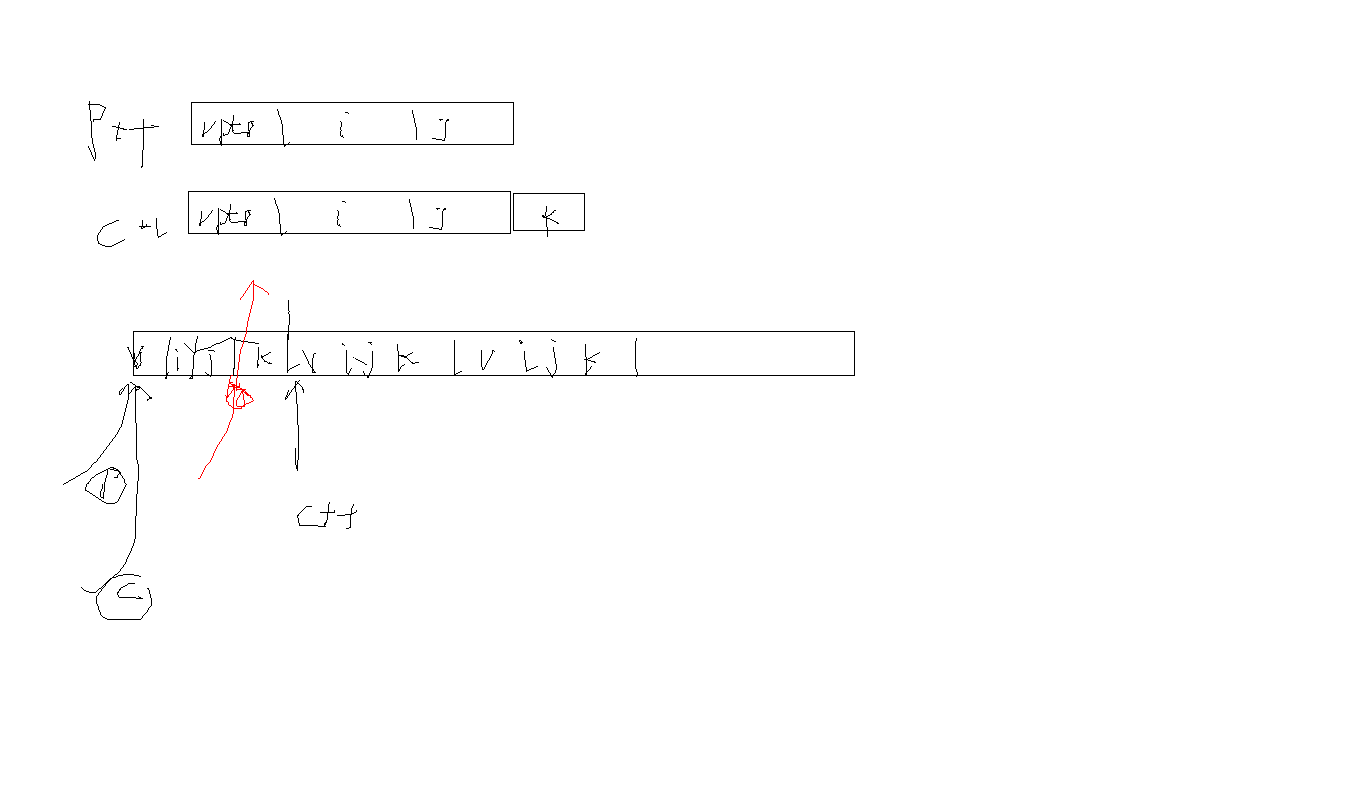 P++ vptr | i | j
C++ vptr | i | j k
v | i | j | k | v i j k | v i j k |
P
C++
C